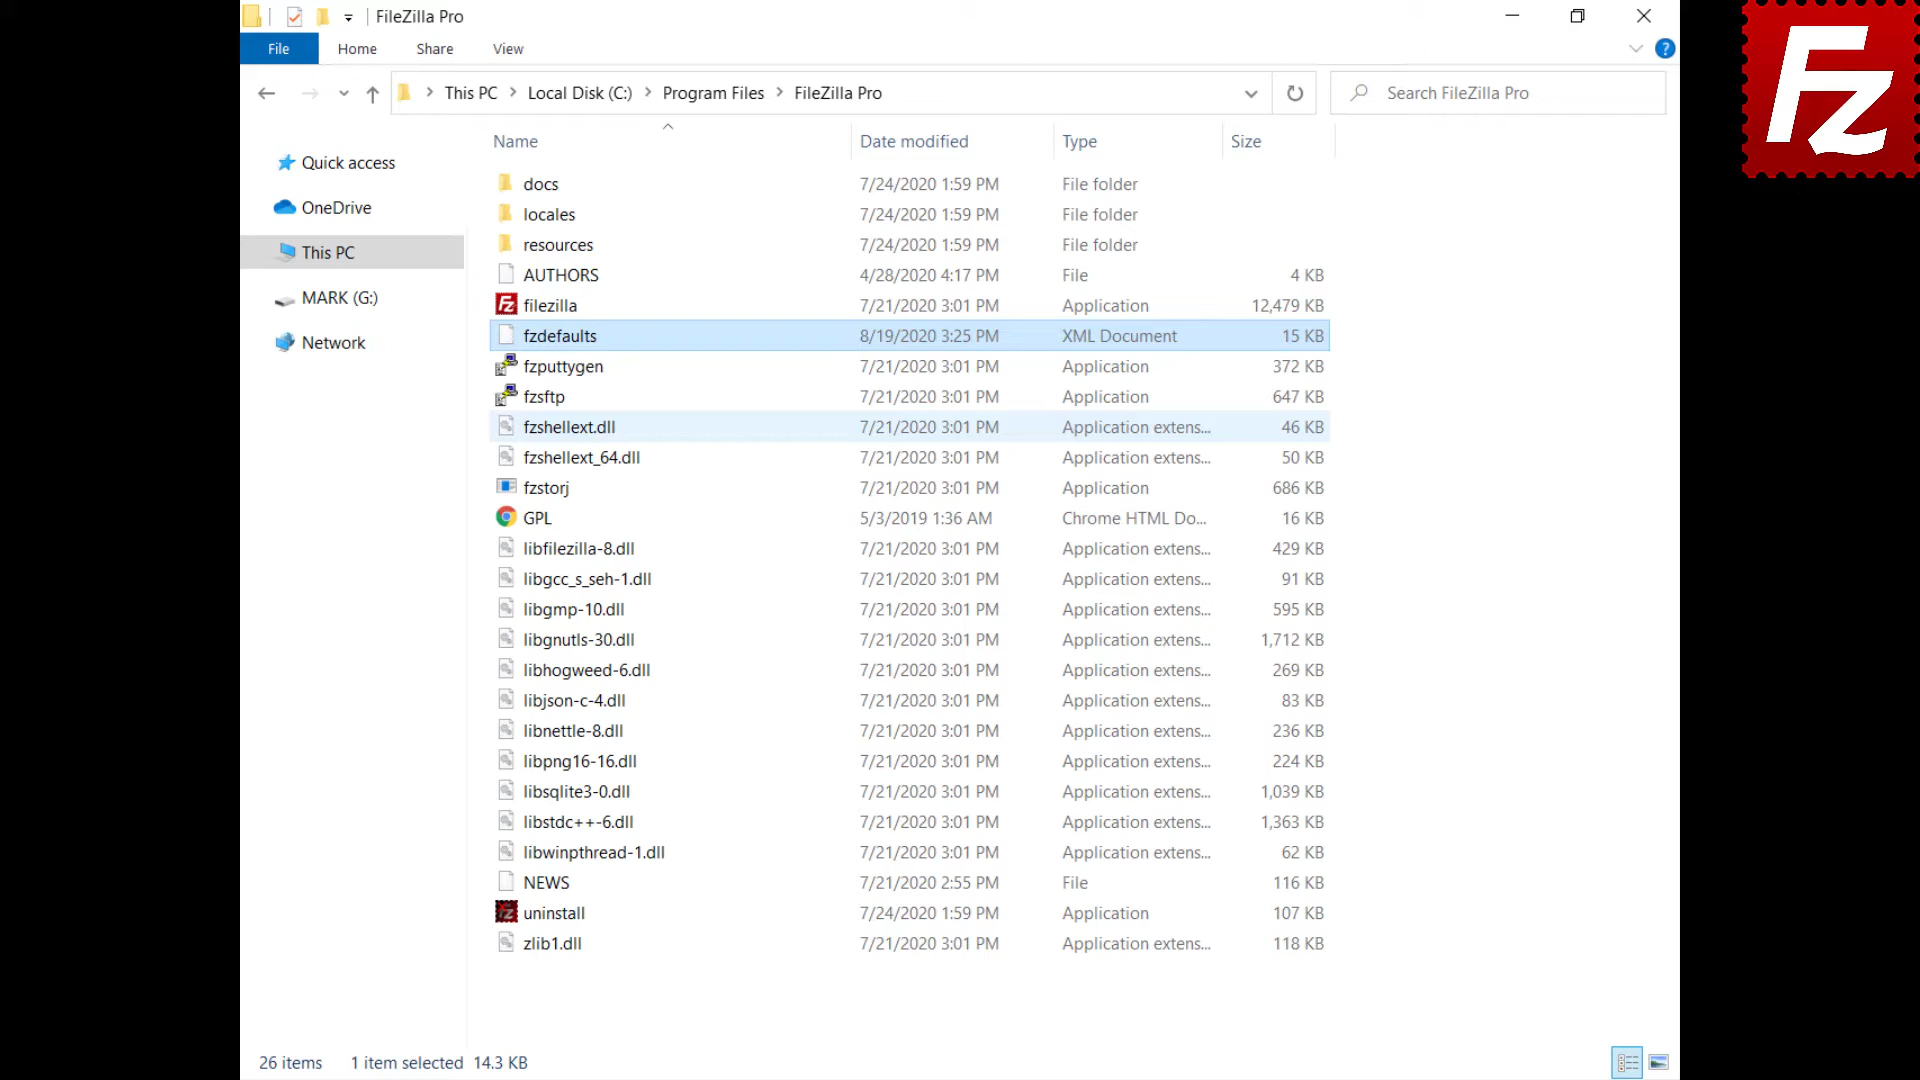 FileZilla Pro
File Home Share View
This PC Local Disk (C:) Program Files FileZilla Pro Search FileZilla Pro
Name Date modified Type Size
Quick access
OneDrive
This PC
MARK (G:)
Network
docs 7/24/2020 1:59 PM File folder
locales 7/24/2020 1:59 PM File folder
resources 7/24/2020 1:59 PM File folder
AUTHORS 4/28/2020 4:17 PM File 4 KB
filezilla 7/21/2020 3:01 PM Application 12,479 KB
fzdefaults 8/19/2020 3:25 PM XML Document 15 KB
fzputtygen 7/21/2020 3:01 PM Application 372 KB
fzsftp 7/21/2020 3:01 PM Application 647 KB
fzshellext.dll 7/21/2020 3:01 PM Application extens... 46 KB
fzshellext_64.dll 7/21/2020 3:01 PM Application extens... 50 KB
fzstorj 7/21/2020 3:01 PM Application 686 KB
GPL 5/3/2019 1:36 AM Chrome HTML Do... 16 KB
libfilezilla-8.dll 7/21/2020 3:01 PM Application extens... 429 KB
libgcc_s_seh-1.dll 7/21/2020 3:01 PM Application extens... 91 KB
libgmp-10.dll 7/21/2020 3:01 PM Application extens... 595 KB
libgnutls-30.dll 7/21/2020 3:01 PM Application extens... 1,712 KB
libhogweed-6.dll 7/21/2020 3:01 PM Application extens... 269 KB
libjson-c-4.dll 7/21/2020 3:01 PM Application extens... 83 KB
libnettle-8.dll 7/21/2020 3:01 PM Application extens... 236 KB
libpng16-16.dll 7/21/2020 3:01 PM Application extens... 224 KB
libsqlite3-0.dll 7/21/2020 3:01 PM Application extens... 1,039 KB
libstdc++-6.dll 7/21/2020 3:01 PM Application extens... 1,363 KB
libwinpthread-1.dll 7/21/2020 3:01 PM Application extens... 62 KB
NEWS 7/21/2020 2:55 PM File 116 KB
uninstall 7/24/2020 1:59 PM Application 107 KB
zlib1.dll 7/21/2020 3:01 PM Application extens... 118 KB
26 items 1 item selected 14.3 KB
Fz